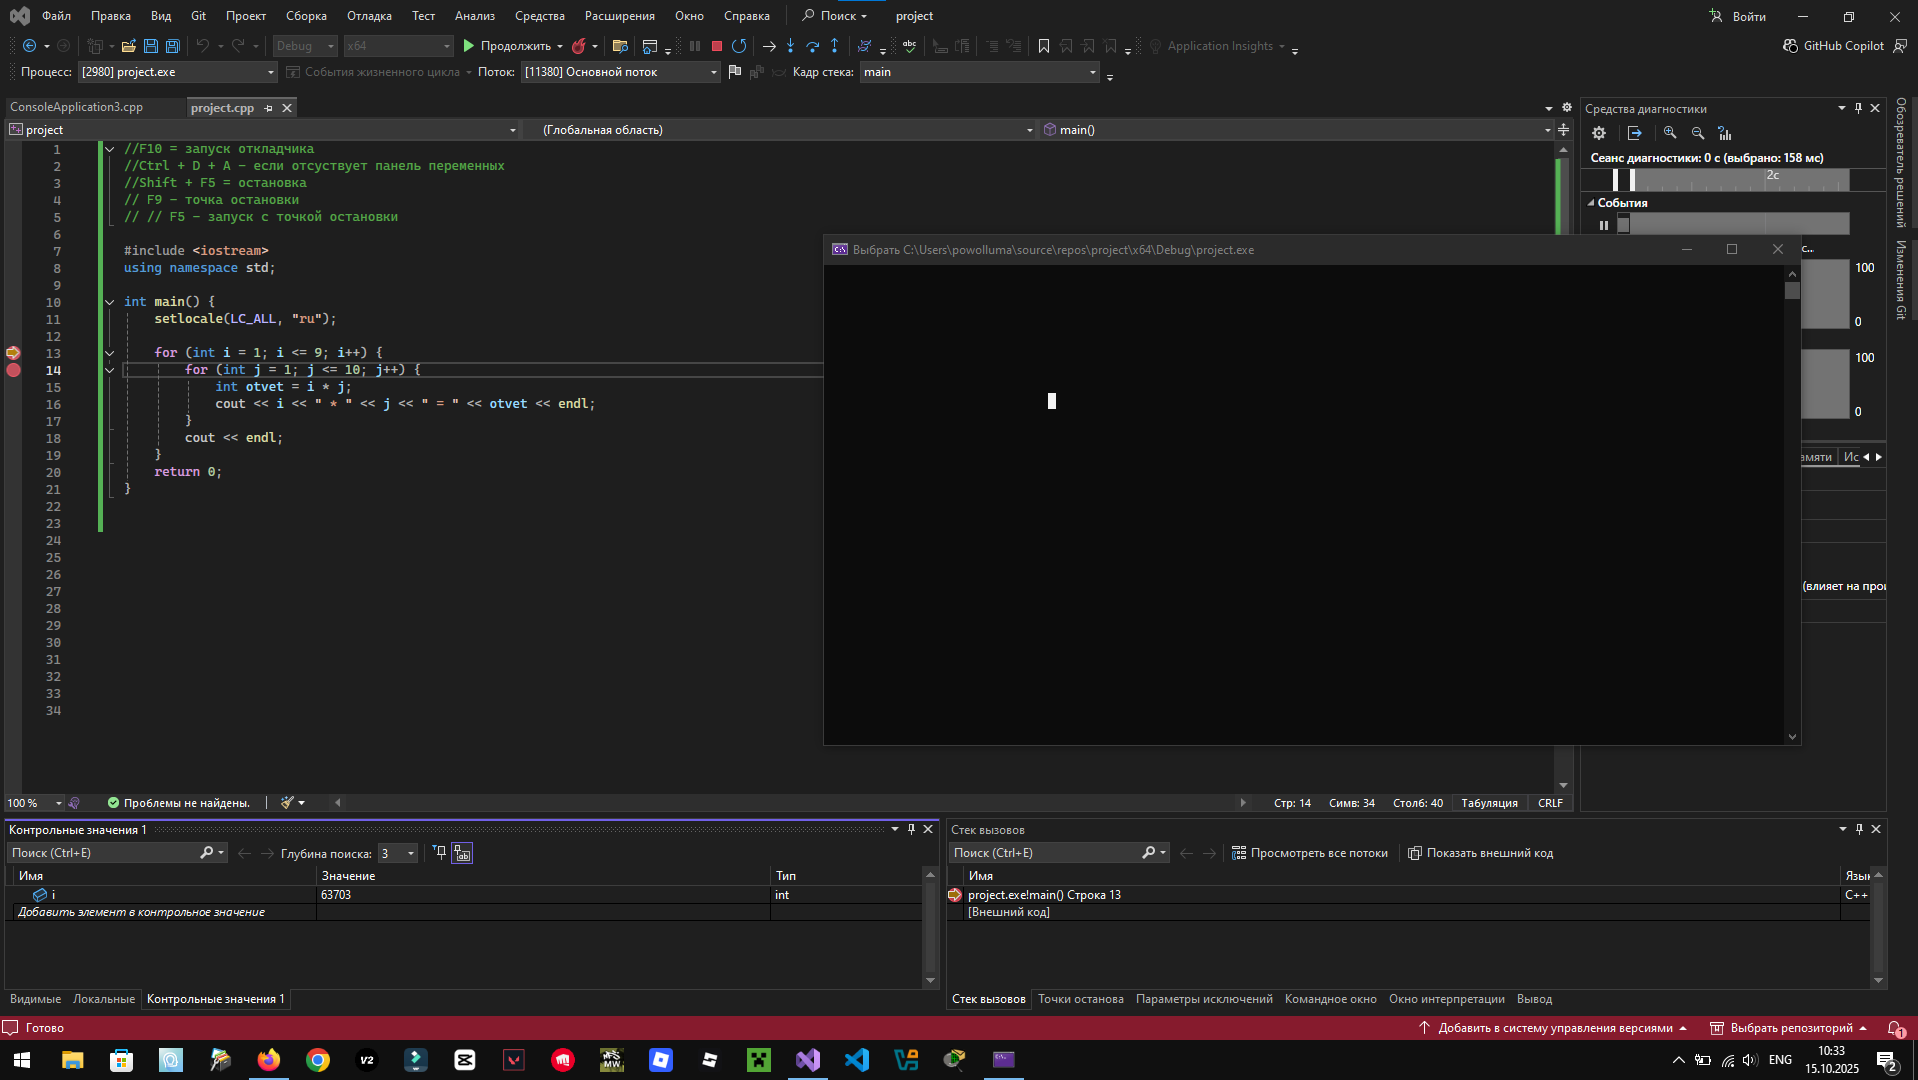 Файл Правка Вид Git Проект Сборка Отладка Тест Анализ Средства Расширения Окно Справка Поиск project Войти
Debug x64 Продолжить Application Insights GitHub Copilot
Процесс: [2980] project.exe События жизненного цикла Поток: [11380] Основной поток Кадр стека: main
ConsoleApplication3.cpp project.cpp
project (Глобальная область) main()
1 //F10 = запуск откладчика
2 //Ctrl + D + A - если отсуствует панель переменных
3 //Shift + F5 = остановка
4 // F9 - точка остановки
5 // // F5 - запуск с точкой остановки
6
7 #include <iostream>
8 using namespace std;
9
10 int main() {
11 setlocale(LC_ALL, "ru");
12
13 for (int i = 1; i <= 9; i++) {
14 for (int j = 1; j <= 10; j++) {
15 int otvet = i * j;
16 cout << i << " * " << j << " = " << otvet << endl;
17 }
18 cout << endl;
19 }
20 return 0;
21 }
22
23
24
25
26
27
28
29
30
31
32
33
34
C:\ Выбрать C:\Users\powolluma\source\repos\project\x64\Debug\project.exe
Средства диагностики
Сеанс диагностики: 0 с (выбрано: 158 мс)
2с
События
с...
100
0
100
0
амяти Ис
(влияет на прои
Обозреватель решений
Изменения Git
100 % Проблемы не найдены. Стр: 14 Симв: 34 Столб: 40 Табуляция CRLF
Контрольные значения 1
Поиск (Ctrl+E) Глубина поиска: 3
Имя Значение Тип
i 63703 int
Добавить элемент в контрольное значение
Видимые Локальные Контрольные значения 1
Стек вызовов
Поиск (Ctrl+E) Просмотреть все потоки Показать внешний код
Имя Язык
project.exe!main() Строка 13 C++
[Внешний код]
Стек вызовов Точки останова Параметры исключений Командное окно Окно интерпретации Вывод
Готово Добавить в систему управления версиями Выбрать репозиторий 1
V2 MW ENG 10:33
15.10.2025 2